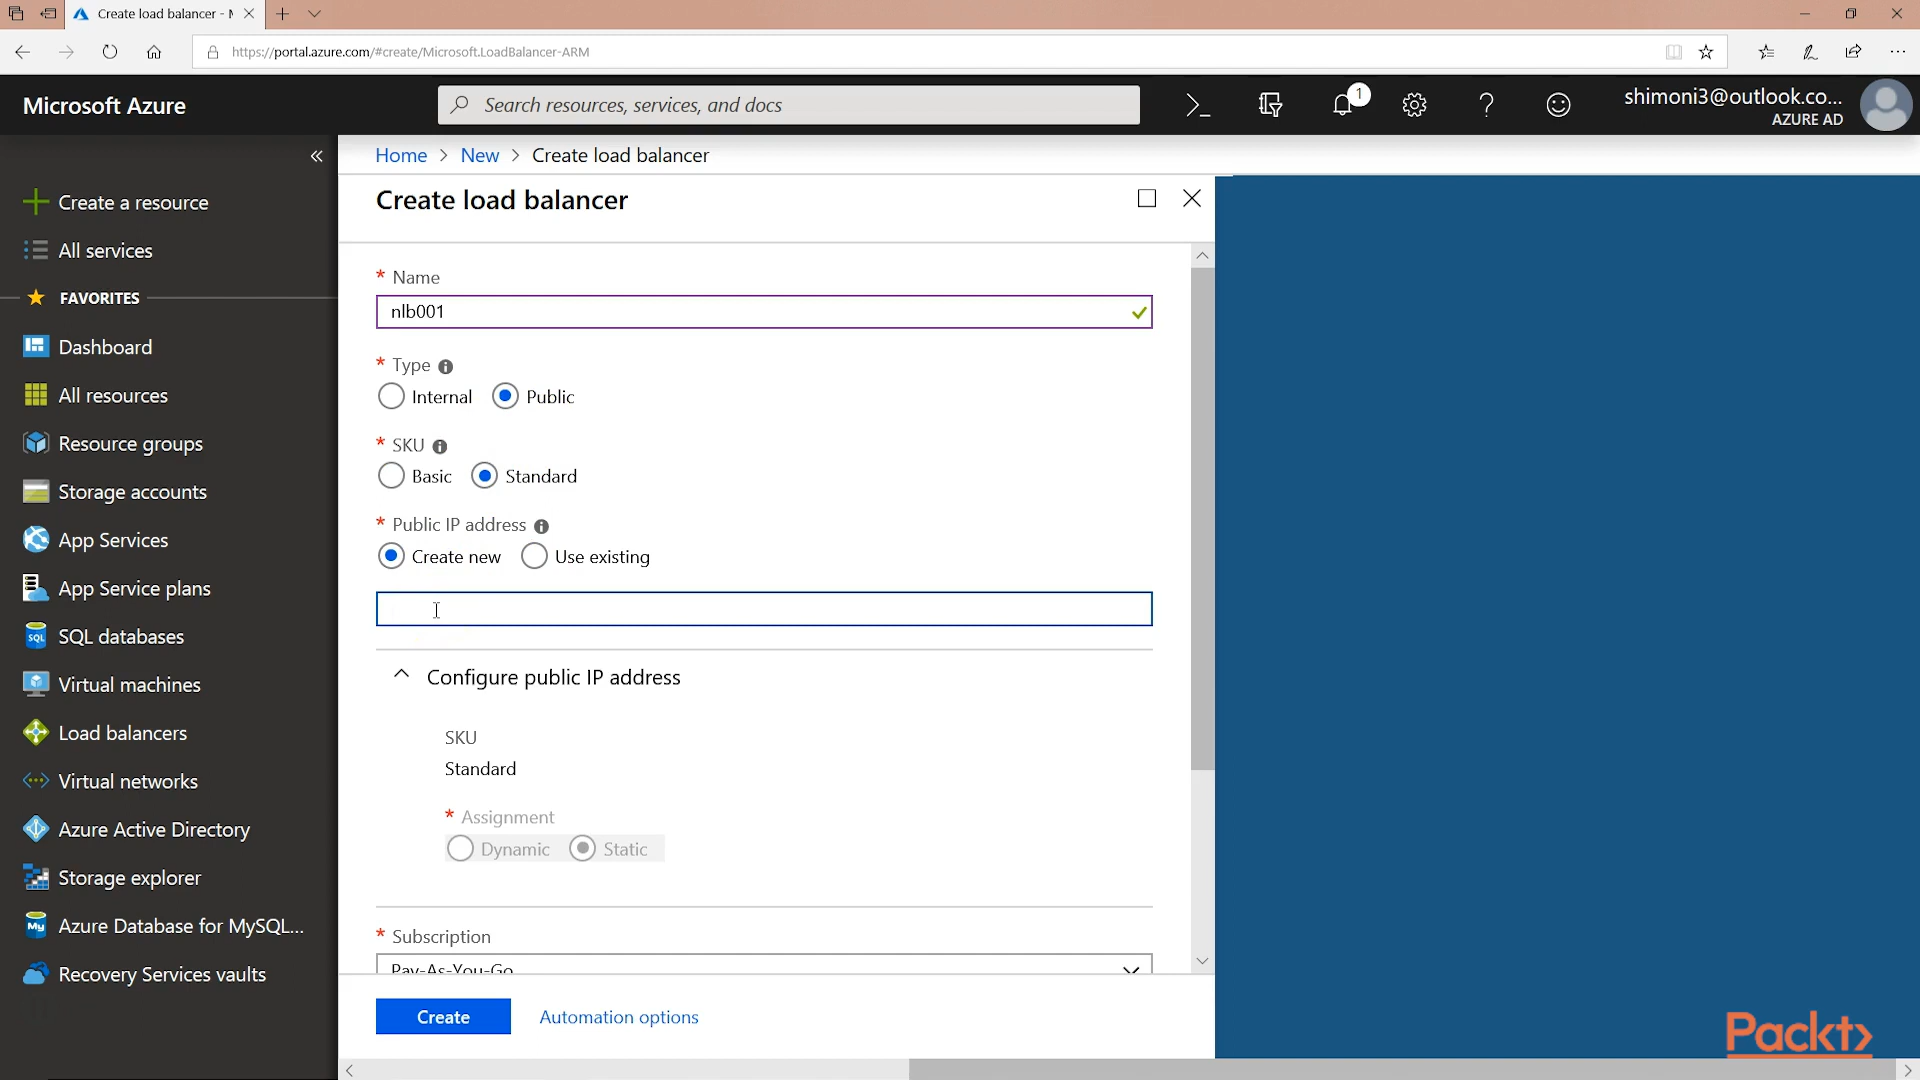 Create load balancer - M
https://portal.azure.com/#create/Microsoft.LoadBalancer-ARM
Microsoft Azure
Search resources, services, and docs
1
shimoni3@outlook.co...
AZURE AD
Home > New > Create load balancer
Create load balancer
* Name
nlb001
* Type
Internal
Public
* SKU
Basic
Standard
* Public IP address
Create new
Use existing
Configure public IP address
SKU
Standard
* Assignment
Dynamic
Static
* Subscription
Pay-As-You-Go
Create
Automation options
Create a resource
All services
FAVORITES
Dashboard
All resources
Resource groups
Storage accounts
App Services
App Service plans
SQL databases
Virtual machines
Load balancers
Virtual networks
Azure Active Directory
Storage explorer
Azure Database for MySQL...
Recovery Services vaults
Packt>